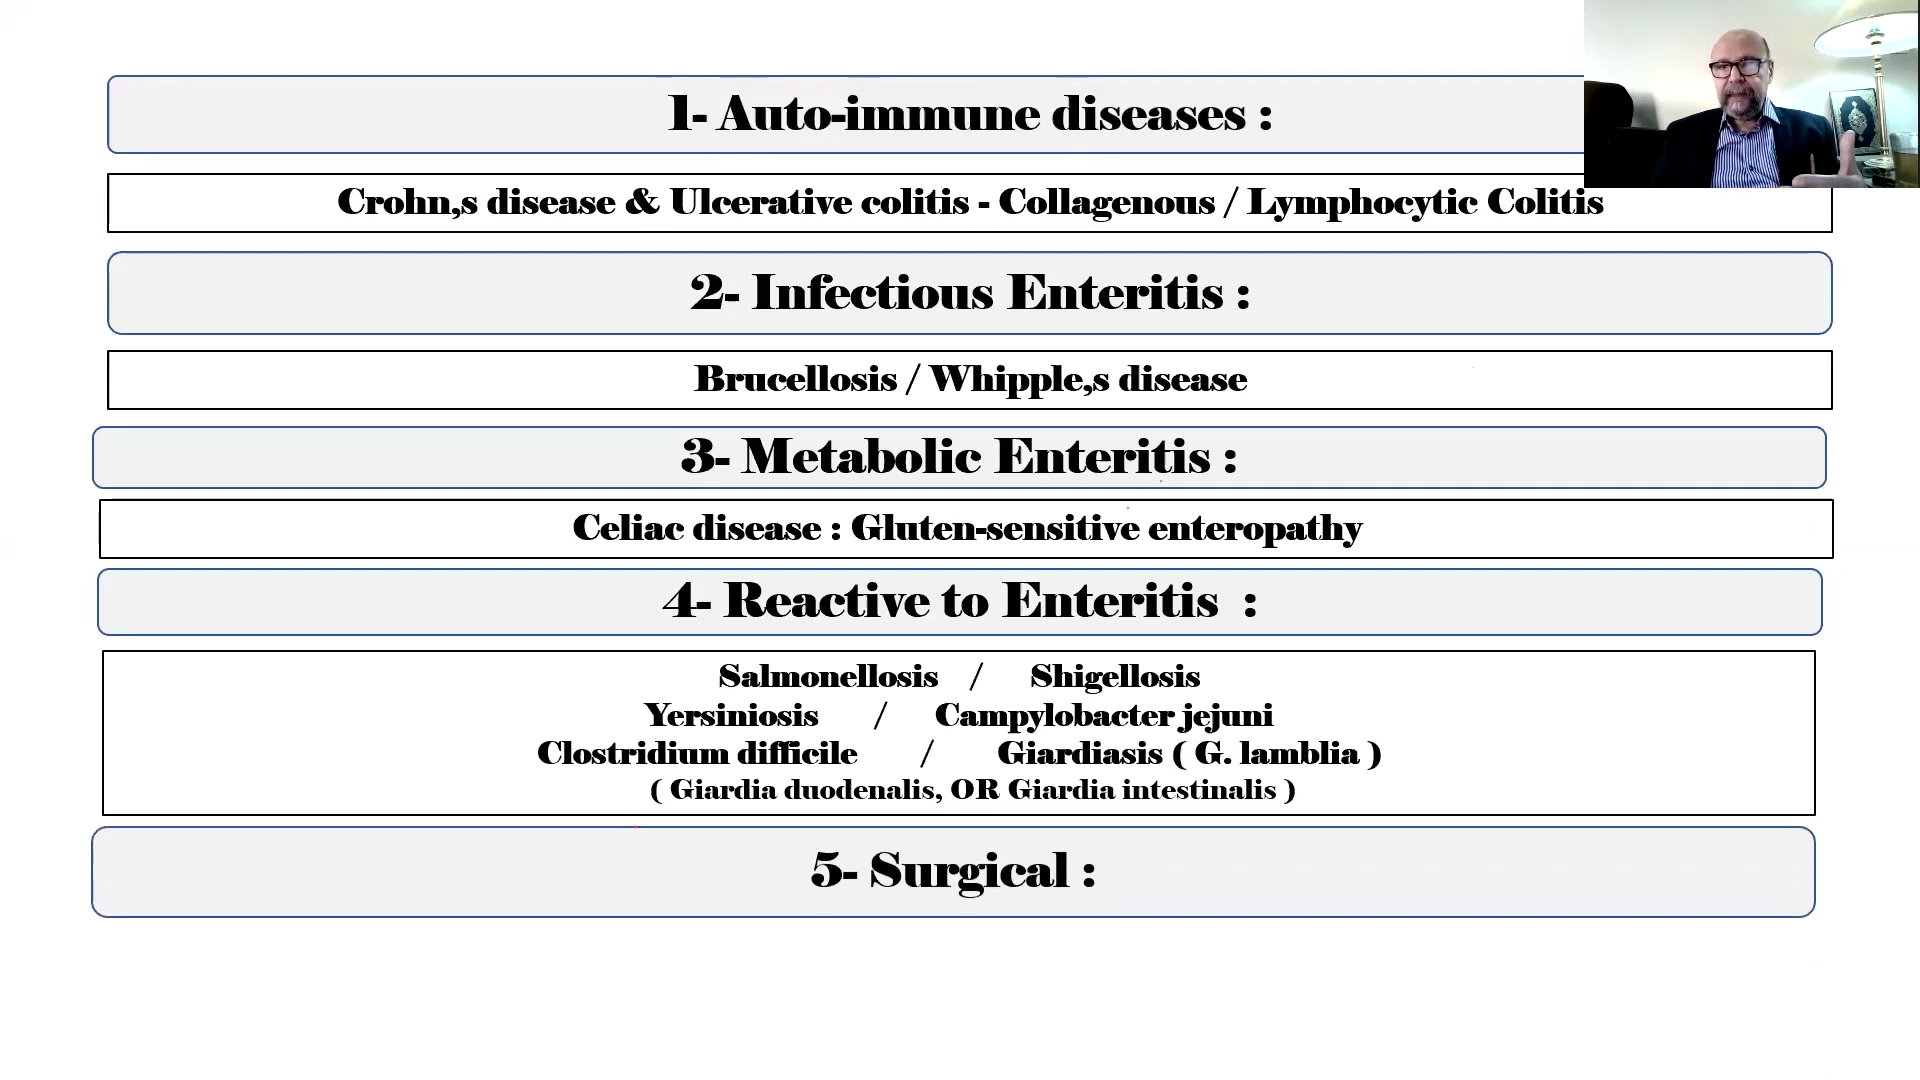 1- Auto-immune diseases :
Crohn,s disease & Ulcerative colitis - Collagenous / Lymphocytic Colitis
2- Infectious Enteritis :
Brucellosis / Whipple,s disease
3- Metabolic Enteritis :
Celiac disease : Gluten-sensitive enteropathy
4- Reactive to Enteritis :
Salmonellosis / Shigellosis
Yersiniosis / Campylobacter jejuni
Clostridium difficile / Giardiasis ( G. lamblia )
( Giardia duodenalis, OR Giardia intestinalis )
5- Surgical :